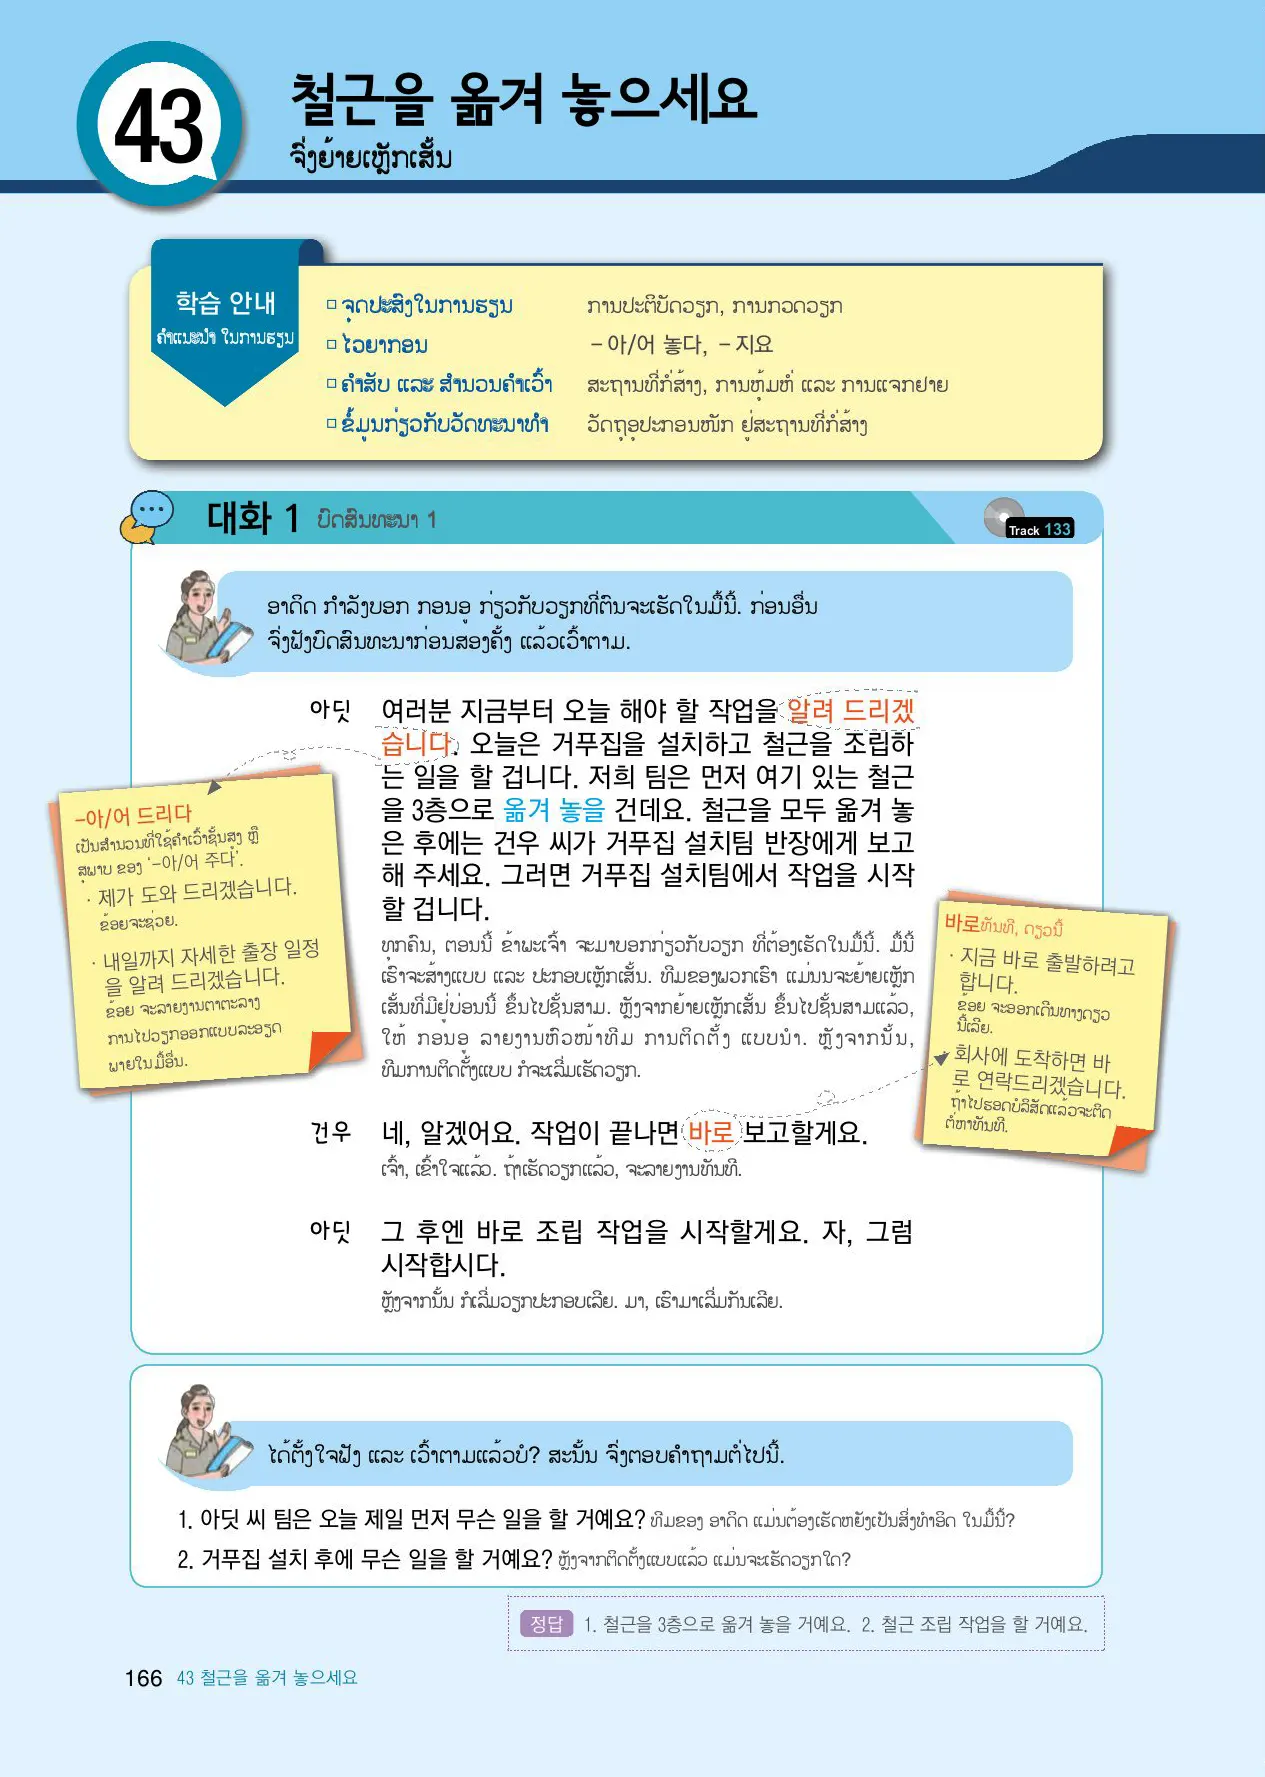 43
철근을 옮겨 놓으세요
ຈົ່ງຍ້າຍເຫຼັກເສັ້ນ
학습 안내
ຄຳແນະນຳ ໃນການຮຽນ
□ ຈຸດປະສົງໃນການຮຽນ ການປະຕິບັດວຽກ, ການກວດວຽກ
□ ໄວຍາກອນ –아/어 놓다, –지요
□ ຄຳສັບ ແລະ ສຳນວນຄຳເວົ້າ ສະຖານທີ່ກໍ່ສ້າງ, ການຫຸ້ມຫໍ່ ແລະ ການແຈກຢາຍ
□ ຂໍ້ມູນກ່ຽວກັບວັດທະນາທຳ ວັດຖຸອຸປະກອນໜັກ ຢູ່ສະຖານທີ່ກໍ່ສ້າງ
대화 1 ບົດສົນທະນາ 1
Track 133
ອາດິດ ກຳລັງບອກ ກອນອູ ກ່ຽວກັບວຽກທີ່ຕົນຈະເຮັດໃນມື້ນີ້. ກ່ອນອື່ນ
ຈົ່ງຟັງບົດສົນທະນາກ່ອນສອງຄັ້ງ ແລ້ວເວົ້າຕາມ.
아딧 여러분 지금부터 오늘 해야 할 작업을 알려 드리겠
습니다. 오늘은 거푸집을 설치하고 철근을 조립하
는 일을 할 겁니다. 저희 팀은 먼저 여기 있는 철근
을 3층으로 옮겨 놓을 건데요. 철근을 모두 옮겨 놓
은 후에는 건우 씨가 거푸집 설치팀 반장에게 보고
해 주세요. 그러면 거푸집 설치팀에서 작업을 시작
할 겁니다.
ທຸກຄົນ, ຕອນນີ້ ຂ້າພະເຈົ້າ ຈະມາບອກກ່ຽວກັບວຽກ ທີ່ຕ້ອງເຮັດໃນມື້ນີ້. ມື້ນີ້
ເຮົາຈະສ້າງແບບ ແລະ ປະກອບເຫຼັກເສັ້ນ. ທີມຂອງພວກເຮົາ ແມ່ນນຈະຍ້າຍເຫຼັກ
ເສັ້ນທີ່ມີຢູ່ບ່ອນນີ້ ຂຶ້ນໄປຊັ້ນສາມ. ຫຼັງຈາກຍ້າຍເຫຼັກເສັ້ນ ຂຶ້ນໄປຊັ້ນສາມແລ້ວ,
ໃຫ້ ກອນອູ ລາຍງານຫົວໜ້າທີມ ການຕິດຕັ້ງ ແບບນຳ. ຫຼັງຈາກນັ້ນ,
ທີມການຕິດຕັ້ງແບບ ກໍຈະເລີ່ມເຮັດວຽກ.
–아/어 드리다
ເປັນສຳນວນທີ່ໃຊ້ຄຳເວົ້າຊັ້ນສູງ ຫຼື
ສຸພາບ ຂອງ ‘–아/어 주다’.
· 제가 도와 드리겠습니다.
ຂ້ອຍຈະຊ່ວຍ.
· 내일까지 자세한 출장 일정
을 알려 드리겠습니다.
ຂ້ອຍ ຈະລາຍງານຕາຕະລາງ
ການໄປວຽກອອກແບບລະອຽດ
ພາຍໃນມື້ອື່ນ.
바로 ທັນທີ, ດຽວນີ້
· 지금 바로 출발하려고
합니다.
ຂ້ອຍ ຈະອອກເດີນທາງດຽວ
ນີ້ເລີຍ.
· 회사에 도착하면 바
로 연락드리겠습니다.
ຖ້າໄປຮອດບໍລິສັດແລ້ວຈະຕິດ
ຕໍ່ຫາທັນທີ.
건우 네, 알겠어요. 작업이 끝나면 바로 보고할게요.
ເຈົ້າ, ເຂົ້າໃຈແລ້ວ. ຖ້າເຮັດວຽກແລ້ວ, ຈະລາຍງານທັນທີ.
아딧 그 후엔 바로 조립 작업을 시작할게요. 자, 그럼
시작합시다.
ຫຼັງຈາກນັ້ນ ກໍເລີ່ມວຽກປະກອບເລີຍ. ມາ, ເຮົາມາເລີ່ມກັນເລີຍ.
ໄດ້ຕັ້ງໃຈຟັງ ແລະ ເວົ້າຕາມແລ້ວບໍ? ສະນັ້ນ ຈົ່ງຕອບຄຳຖາມຕໍ່ໄປນີ້.
1. 아딧 씨 팀은 오늘 제일 먼저 무슨 일을 할 거예요? ທີມຂອງ ອາດິດ ແມ່ນຕ້ອງເຮັດຫຍັງເປັນສິ່ງທຳອິດ ໃນມື້ນີ້?
2. 거푸집 설치 후에 무슨 일을 할 거예요? ຫຼັງຈາກຕິດຕັ້ງແບບແລ້ວ ແມ່ນຈະເຮັດວຽກໃດ?
정답 1. 철근을 3층으로 옮겨 놓을 거예요. 2. 철근 조립 작업을 할 거예요.
166 43 철근을 옮겨 놓으세요